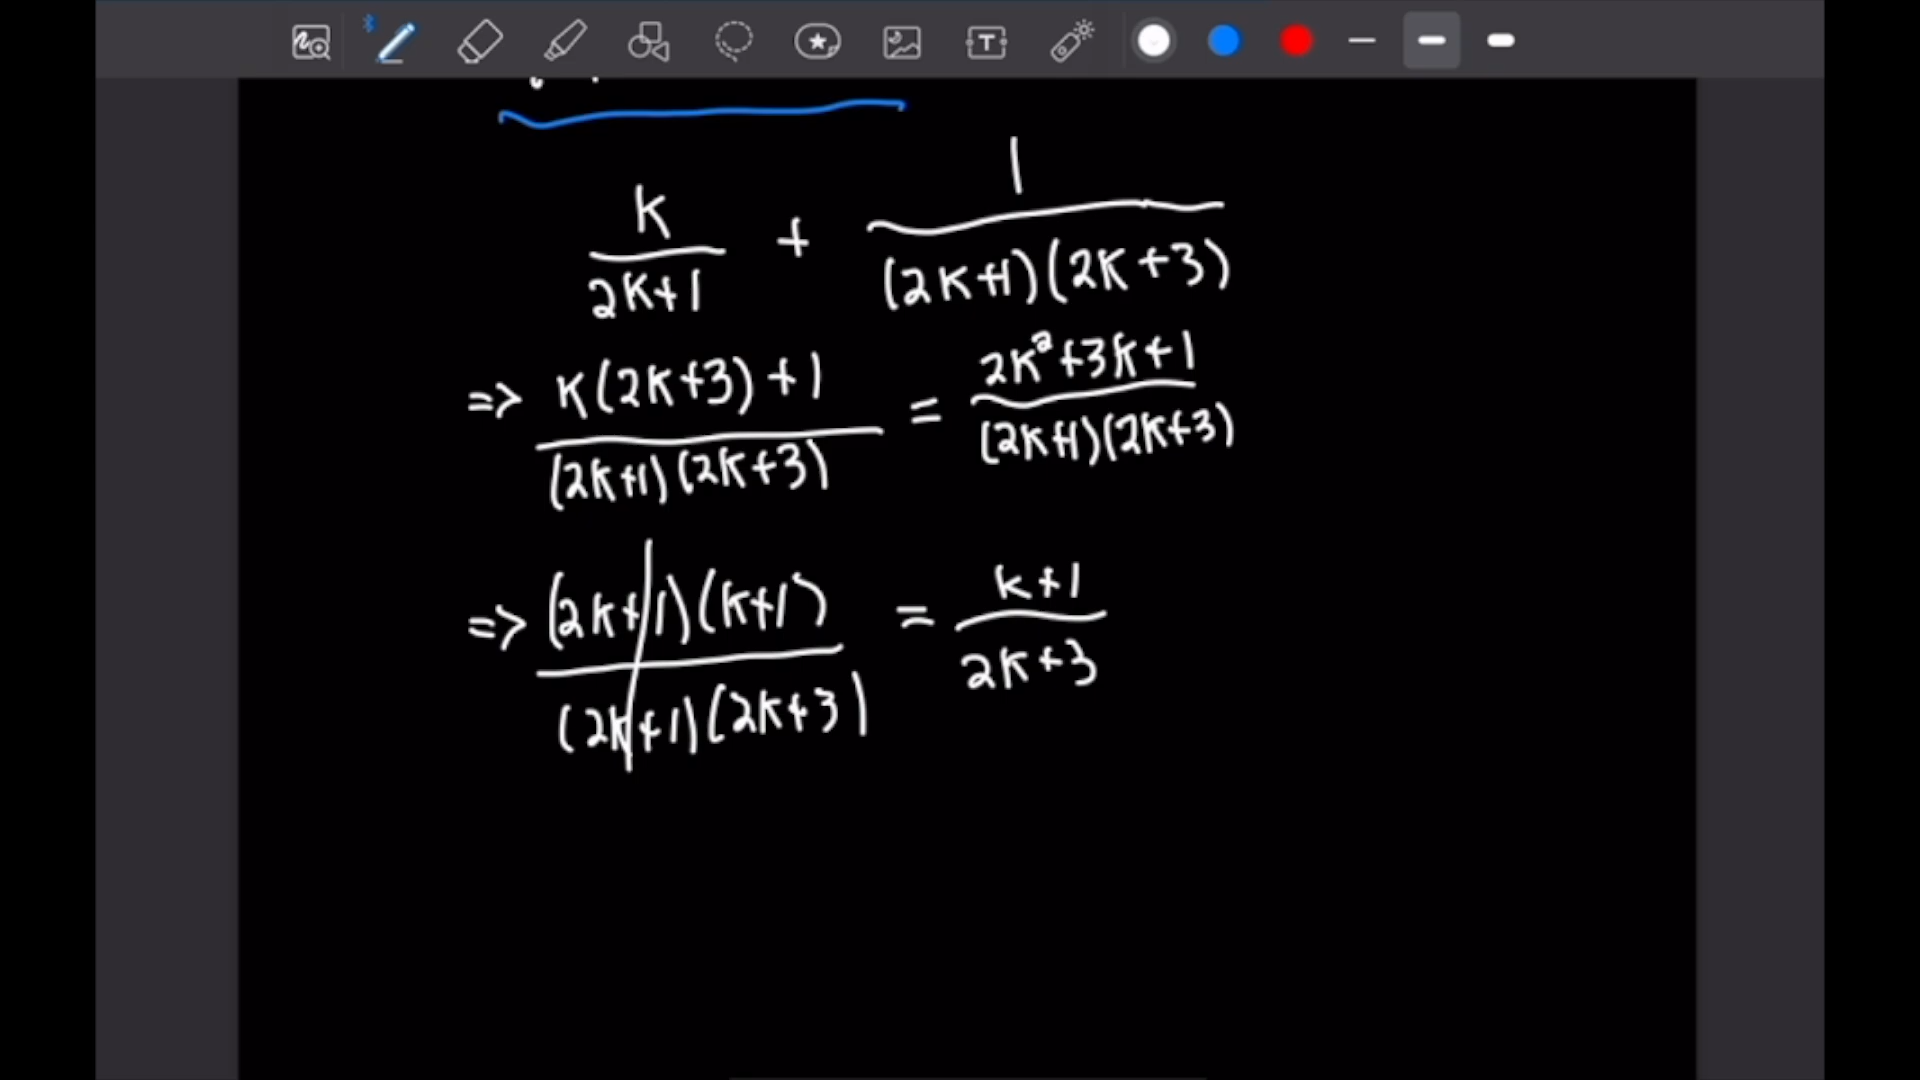 k/(2k+1) + 1/((2k+1)(2k+3))
=> (k(2k+3)+1)/((2k+1)(2k+3)) = (2k²+3k+1)/((2k+1)(2k+3))
=> ((2k+1)(k+1))/((2k+1)(2k+3)) = (k+1)/(2k+3)